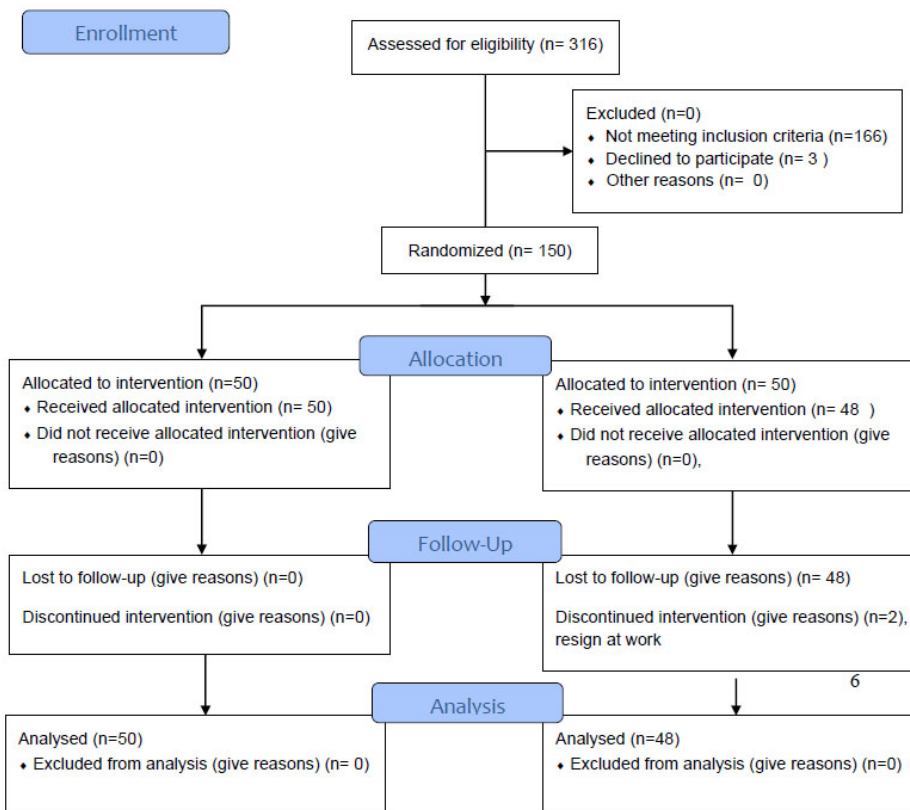 Enrollment
Assessed for eligibility (n= 316)
Excluded (n=0)
♦ Not meeting inclusion criteria (n=166)
♦ Declined to participate (n= 3 )
♦ Other reasons (n= 0)
Randomized (n= 150)
Allocation
Allocated to intervention (n=50)
♦ Received allocated intervention (n= 50)
♦ Did not receive allocated intervention (give
reasons) (n=0)
Allocated to intervention (n= 50)
♦ Received allocated intervention (n= 48 )
♦ Did not receive allocated intervention (give
reasons) (n=0),
Follow-Up
Lost to follow-up (give reasons) (n=0)
Discontinued intervention (give reasons) (n=0)
Lost to follow-up (give reasons) (n= 48)
Discontinued intervention (give reasons) (n=2),
resign at work
6
Analysis
Analysed (n=50)
♦ Excluded from analysis (give reasons) (n= 0)
Analysed (n=48)
♦ Excluded from analysis (give reasons) (n=0)